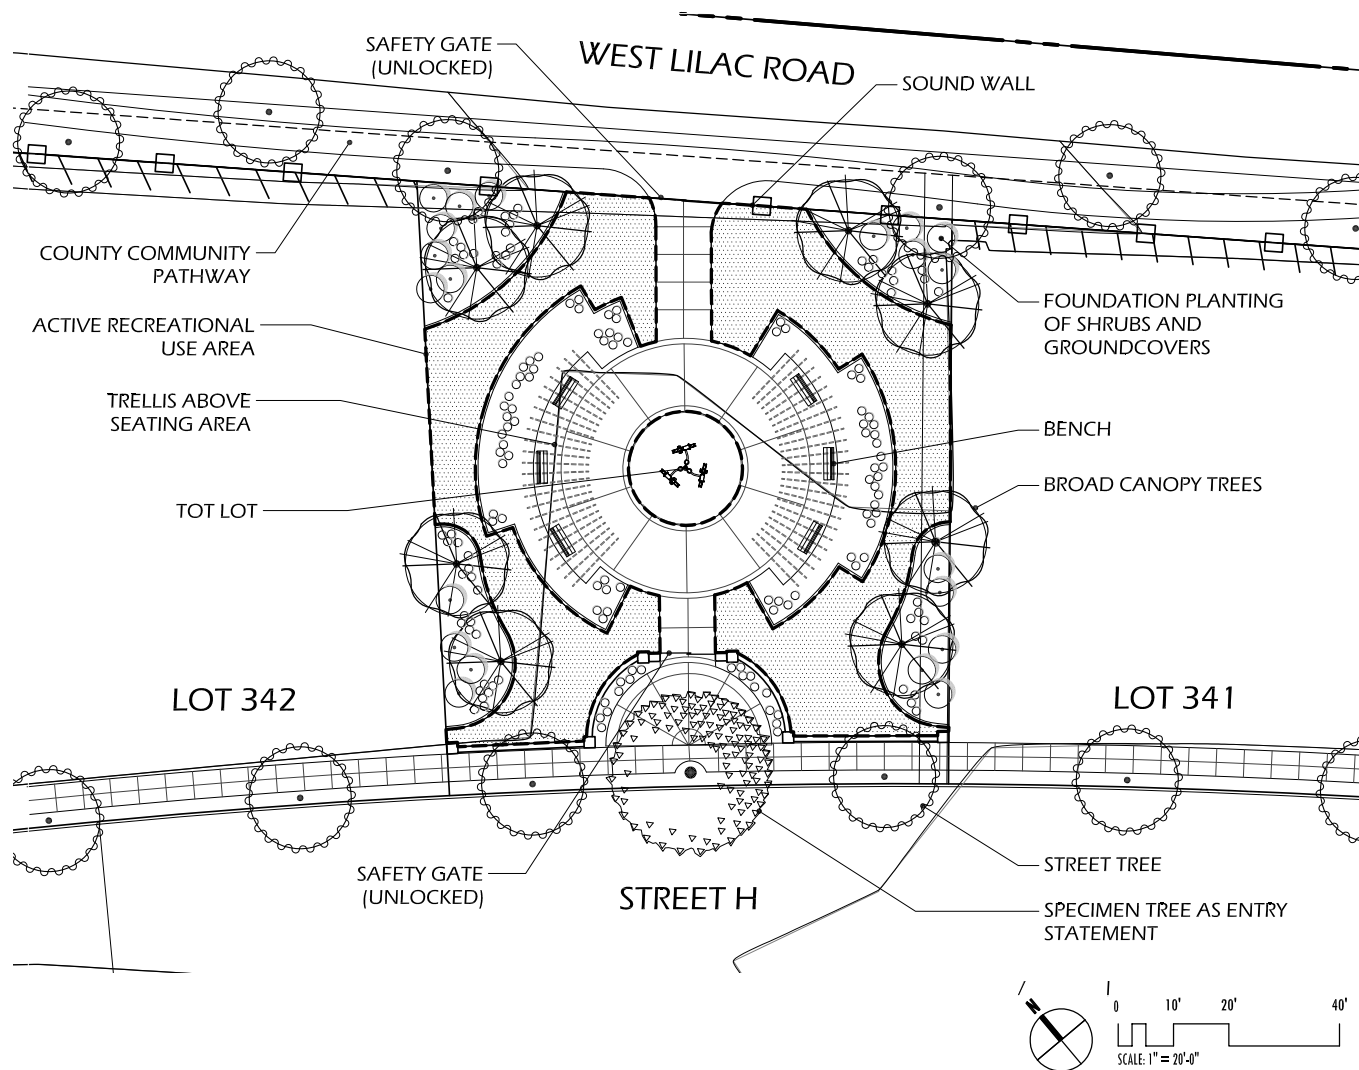 SAFETY GATE
(UNLOCKED)
WEST LILAC ROAD
SOUND WALL
COUNTY COMMUNITY
PATHWAY
FOUNDATION PLANTING
OF SHRUBS AND
GROUNDCOVERS
ACTIVE RECREATIONAL
USE AREA
TRELLIS ABOVE
SEATING AREA
BENCH
BROAD CANOPY TREES
TOT LOT
LOT 342
LOT 341
SAFETY GATE
(UNLOCKED)
STREET H
STREET TREE
SPECIMEN TREE AS ENTRY
STATEMENT
N
0 10' 20' 40'
SCALE: 1" = 20'-0"